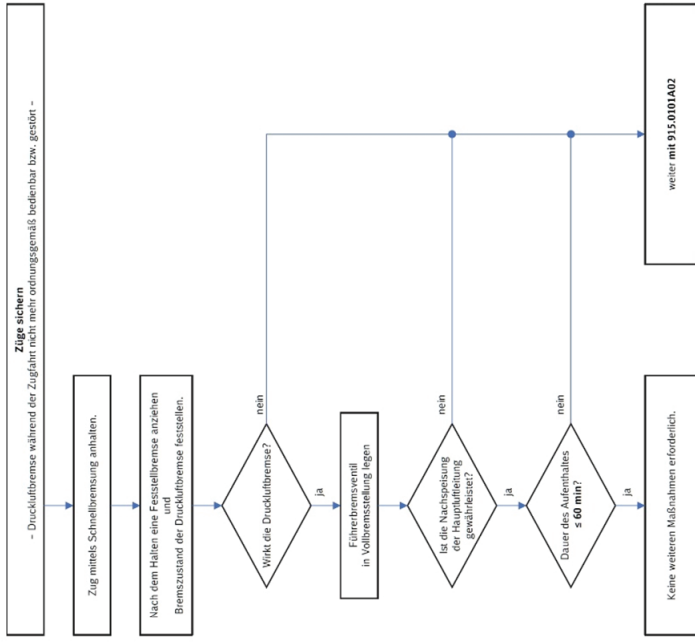 Züge sichern
– Druckluftbremse während der Zugfahrt nicht mehr ordnungsgemäß bedienbar bzw. gestört –
Zug mittels Schnellbremsung anhalten.
Nach dem Halten eine Feststellbremse anziehen
und
Bremszustand der Druckluftbremse feststellen.
Wirkt die Druckluftbremse?
nein
ja
Führerbremsventil
in Vollbremsstellung legen
Ist die Nachspeisung
der Hauptluftleitung
gewährleistet?
nein
ja
Dauer des Aufenthaltes
≤ 60 min?
nein
ja
Keine weiteren Maßnahmen erforderlich.
weiter mit 915.0101A02